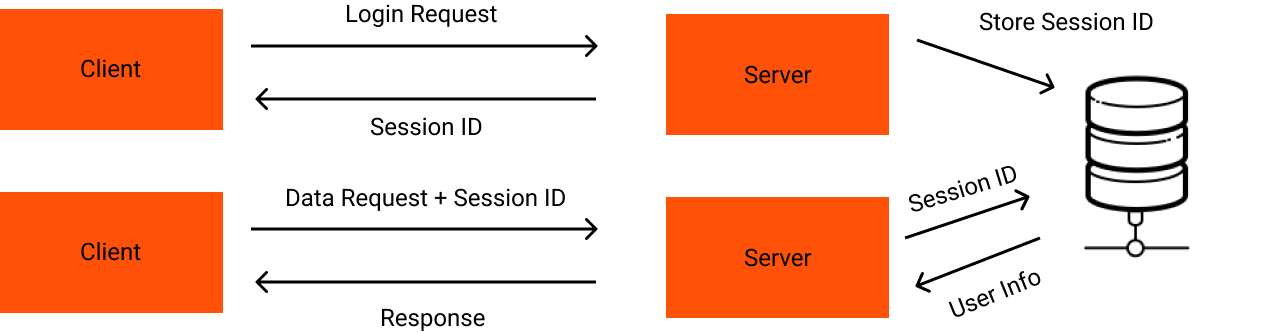 Login Request
Store Session ID
Client
Server
Session ID
Data Request + Session ID
Session ID
Client
Server
User Info
Response